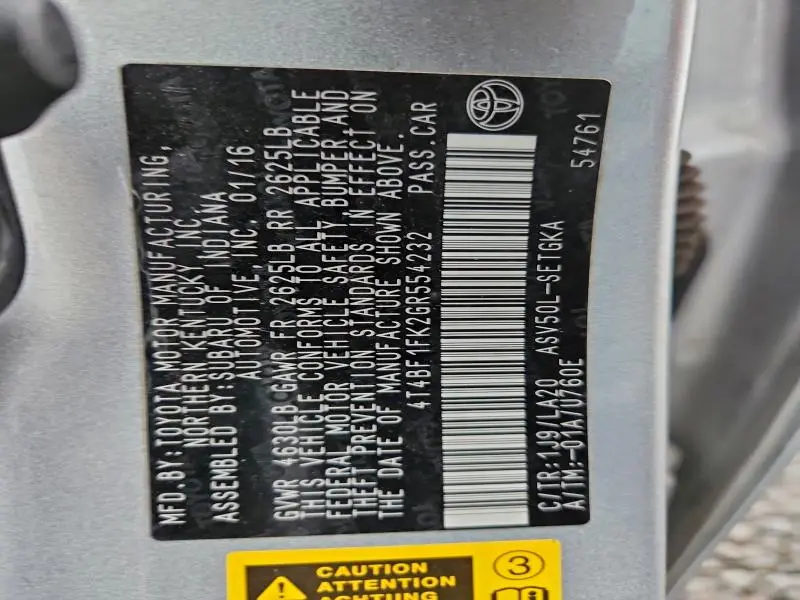 MFD.BY:TOYOTA MOTOR MANUFACTURING,
NORTHERN KENTUCKY, INC.
ASSEMBLED BY:SUBARU OF INDIANA
AUTOMOTIVE, INC. 01/16
GVWR 4630LB GAWR FR 2625LB RR 2625LB
THIS VEHICLE CONFORMS TO ALL APPLICABLE
FEDERAL MOTOR VEHICLE SAFETY, BUMPER AND
THEFT PREVENTION STANDARDS IN EFFECT ON
THE DATE OF MANUFACTURE SHOWN ABOVE.
4T4BF1FK2GR554232 PASS.CAR
C/TR:1J9/LA20 ASV50L-SETGKA
A/TM:-01A/U760E 54761
CAUTION
ATTENTION
ACHTUNG
3